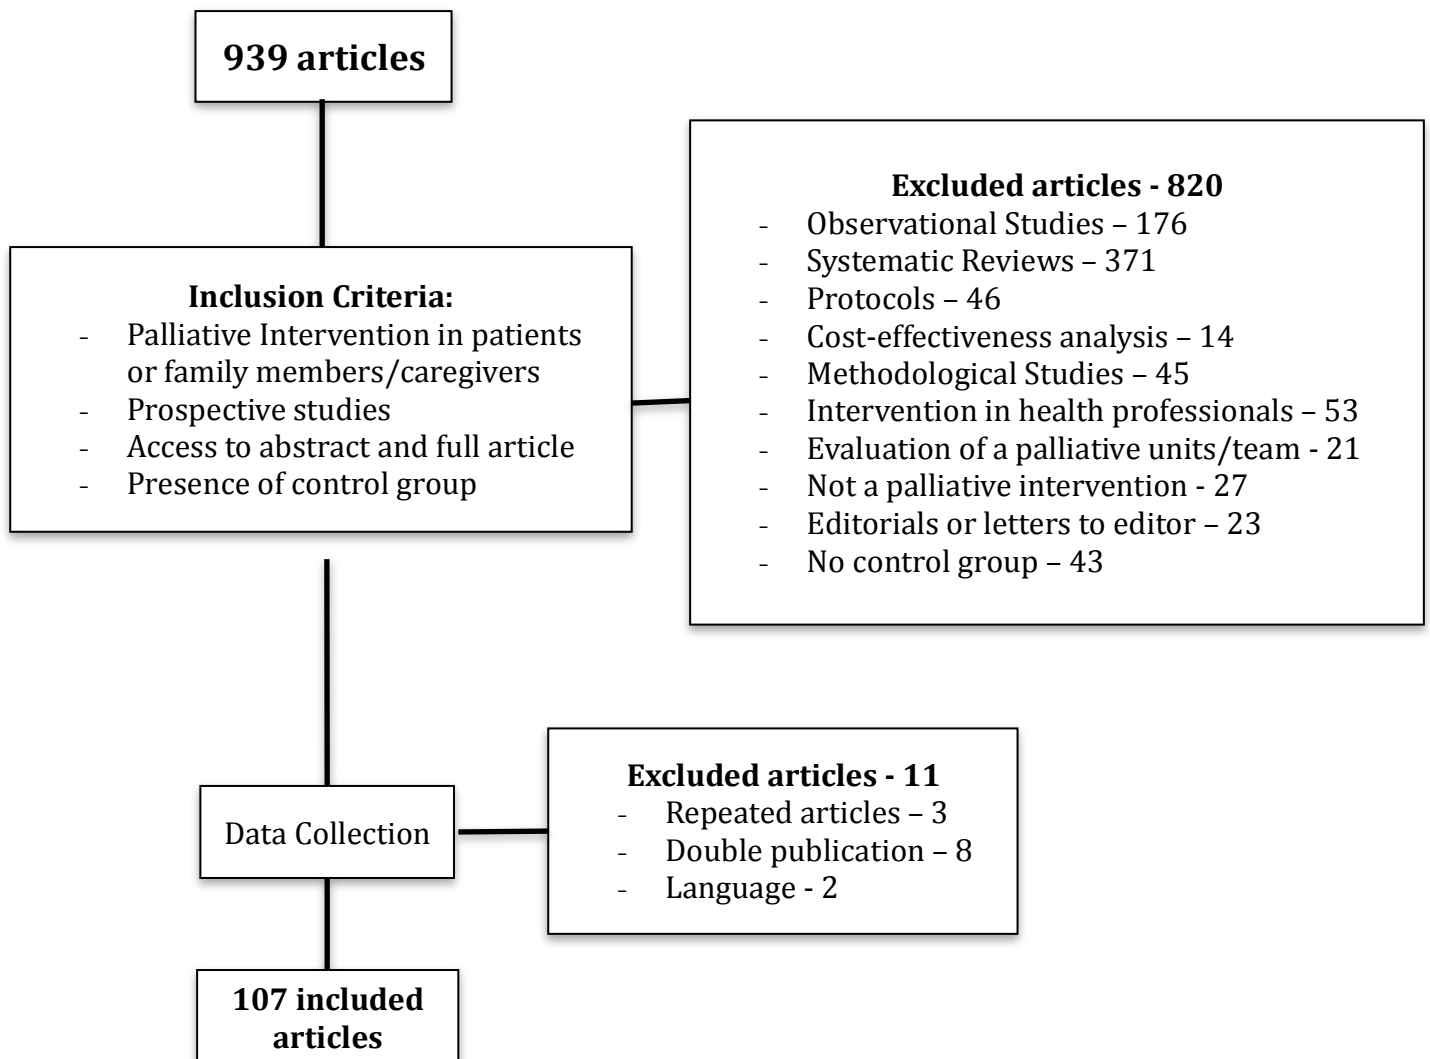 939 articles
Excluded articles - 820
- Observational Studies – 176
- Systematic Reviews – 371
- Protocols – 46
- Cost-effectiveness analysis – 14
- Methodological Studies – 45
- Intervention in health professionals – 53
- Evaluation of a palliative units/team - 21
- Not a palliative intervention - 27
- Editorials or letters to editor – 23
- No control group – 43
Inclusion Criteria:
- Palliative Intervention in patients
or family members/caregivers
- Prospective studies
- Access to abstract and full article
- Presence of control group
Excluded articles - 11
- Repeated articles – 3
- Double publication – 8
- Language - 2
Data Collection
107 included
articles